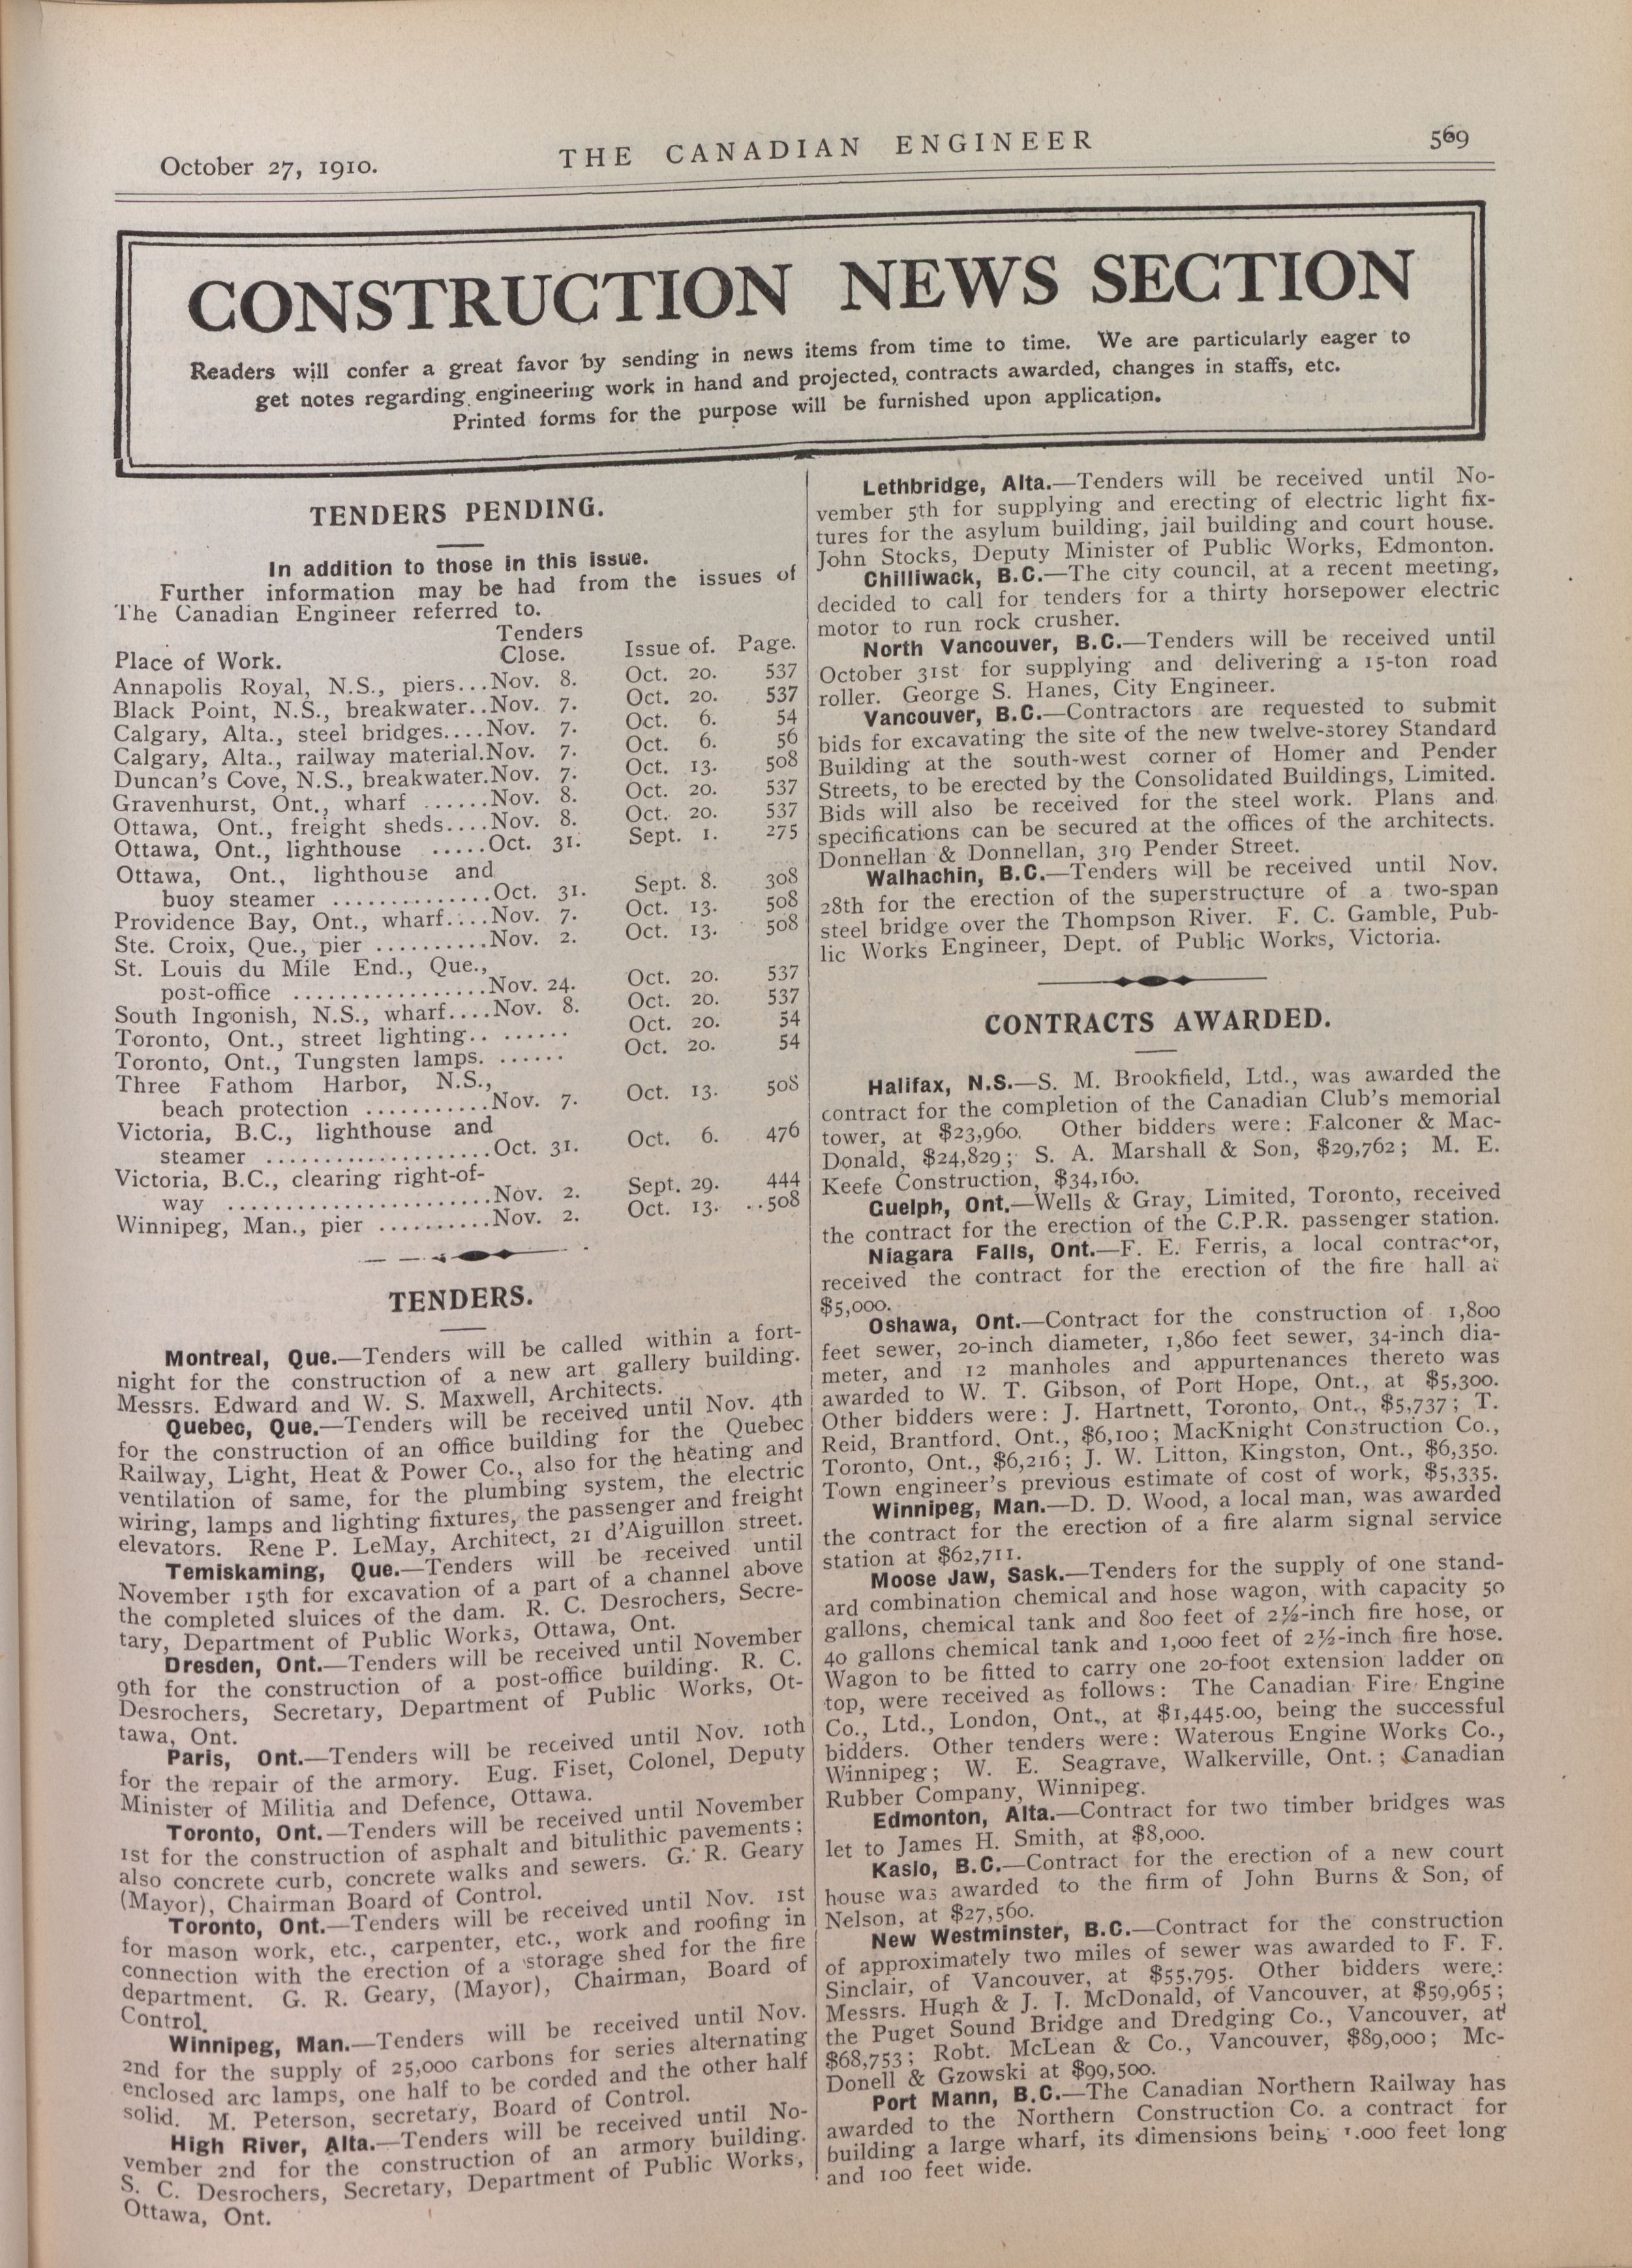 October 27, 1910.
THE CANADIAN ENGINEER
569
CONSTRUCTION NEWS SECTION
Readers will confer a great favor by sending in news items from time to time. We are particularly eager to
get notes regarding engineering work in hand and projected, contracts awarded, changes in staffs, etc.
Printed forms for the purpose will be furnished upon application.
TENDERS PENDING.
In addition to those in this issue.
Further information may be had from the issues of
The Canadian Engineer referred to.
Tenders
Place of Work. Close. Issue of. Page.
Annapolis Royal, N.S., piers...Nov. 8. Oct. 20. 537
Black Point, N.S., breakwater..Nov. 7. Oct. 20. 537
Calgary, Alta., steel bridges....Nov. 7. Oct. 6. 54
Calgary, Alta., railway material.Nov. 7. Oct. 6. 56
Duncan's Cove, N.S., breakwater.Nov. 7. Oct. 13. 508
Gravenhurst, Ont., wharf ......Nov. 8. Oct. 20. 537
Ottawa, Ont., freight sheds....Nov. 8. Oct. 20. 537
Ottawa, Ont., lighthouse .....Oct. 31. Sept. 1. 275
Ottawa, Ont., lighthouse and
buoy steamer ..............Oct. 31. Sept. 8. 308
Providence Bay, Ont., wharf....Nov. 7. Oct. 13. 508
Ste. Croix, Que., pier ..........Nov. 2. Oct. 13. 508
St. Louis du Mile End., Que.,
post-office .................Nov. 24. Oct. 20. 537
South Ingonish, N.S., wharf....Nov. 8. Oct. 20. 537
Toronto, Ont., street lighting.. ...... Oct. 20. 54
Toronto, Ont., Tungsten lamps. ...... Oct. 20. 54
Three Fathom Harbor, N.S.,
beach protection ...........Nov. 7. Oct. 13. 508
Victoria, B.C., lighthouse and
steamer ....................Oct. 31. Oct. 6. 476
Victoria, B.C., clearing right-of-
way .......................Nov. 2. Sept. 29. 444
Winnipeg, Man., pier ..........Nov. 2. Oct. 13. ..508
TENDERS.
Montreal, Que.—Tenders will be called within a fort-
night for the construction of a new art gallery building.
Messrs. Edward and W. S. Maxwell, Architects.
Quebec, Que.—Tenders will be received until Nov. 4th
for the construction of an office building for the Quebec
Railway, Light, Heat & Power Co., also for the heating and
ventilation of same, for the plumbing system, the electric
wiring, lamps and lighting fixtures, the passenger and freight
elevators. Rene P. LeMay, Architect, 21 d'Aiguillon street.
Temiskaming, Que.—Tenders will be received until
November 15th for excavation of a part of a channel above
the completed sluices of the dam. R. C. Desrochers, Secre-
tary, Department of Public Works, Ottawa, Ont.
Dresden, Ont.—Tenders will be received until November
9th for the construction of a post-office building. R. C.
Desrochers, Secretary, Department of Public Works, Ot-
tawa, Ont.
Paris, Ont.—Tenders will be received until Nov. 10th
for the repair of the armory. Eug. Fiset, Colonel, Deputy
Minister of Militia and Defence, Ottawa.
Toronto, Ont.—Tenders will be received until November
1st for the construction of asphalt and bitulithic pavements;
also concrete curb, concrete walks and sewers. G. R. Geary
(Mayor), Chairman Board of Control.
Toronto, Ont.—Tenders will be received until Nov. 1st
for mason work, etc., carpenter, etc., work and roofing in
connection with the erection of a storage shed for the fire
department. G. R. Geary, (Mayor), Chairman, Board of
Control.
Winnipeg, Man.—Tenders will be received until Nov.
2nd for the supply of 25,000 carbons for series alternating
enclosed arc lamps, one half to be corded and the other half
solid. M. Peterson, secretary, Board of Control.
High River, Alta.—Tenders will be received until No-
vember 2nd for the construction of an armory building.
S. C. Desrochers, Secretary, Department of Public Works,
Ottawa, Ont.
Lethbridge, Alta.—Tenders will be received until No-
vember 5th for supplying and erecting of electric light fix-
tures for the asylum building, jail building and court house.
John Stocks, Deputy Minister of Public Works, Edmonton.
Chilliwack, B.C.—The city council, at a recent meeting,
decided to call for tenders for a thirty horsepower electric
motor to run rock crusher.
North Vancouver, B.C.—Tenders will be received until
October 31st for supplying and delivering a 15-ton road
roller. George S. Hanes, City Engineer.
Vancouver, B.C.—Contractors are requested to submit
bids for excavating the site of the new twelve-storey Standard
Building at the south-west corner of Homer and Pender
Streets, to be erected by the Consolidated Buildings, Limited.
Bids will also be received for the steel work. Plans and
specifications can be secured at the offices of the architects.
Donnellan & Donnellan, 319 Pender Street.
Walhachin, B.C.—Tenders will be received until Nov.
28th for the erection of the superstructure of a two-span
steel bridge over the Thompson River. F. C. Gamble, Pub-
lic Works Engineer, Dept. of Public Works, Victoria.
CONTRACTS AWARDED.
Halifax, N.S.—S. M. Brookfield, Ltd., was awarded the
contract for the completion of the Canadian Club's memorial
tower, at $23,960. Other bidders were: Falconer & Mac-
Donald, $24,829; S. A. Marshall & Son, $29,762; M. E.
Keefe Construction, $34,160.
Guelph, Ont.—Wells & Gray, Limited, Toronto, received
the contract for the erection of the C.P.R. passenger station.
Niagara Falls, Ont.—F. E. Ferris, a local contractor,
received the contract for the erection of the fire hall at
$5,000.
Oshawa, Ont.—Contract for the construction of 1,800
feet sewer, 20-inch diameter, 1,860 feet sewer, 34-inch dia-
meter, and 12 manholes and appurtenances thereto was
awarded to W. T. Gibson, of Port Hope, Ont., at $5,300.
Other bidders were: J. Hartnett, Toronto, Ont., $5,737; T.
Reid, Brantford, Ont., $6,100; MacKnight Construction Co.,
Toronto, Ont., $6,216; J. W. Litton, Kingston, Ont., $6,350.
Town engineer's previous estimate of cost of work, $5,335.
Winnipeg, Man.—D. D. Wood, a local man, was awarded
the contract for the erection of a fire alarm signal service
station at $62,711.
Moose Jaw, Sask.—Tenders for the supply of one stand-
ard combination chemical and hose wagon, with capacity 50
gallons, chemical tank and 800 feet of 2½-inch fire hose, or
40 gallons chemical tank and 1,000 feet of 2½-inch fire hose.
Wagon to be fitted to carry one 20-foot extension ladder on
top, were received as follows: The Canadian Fire Engine
Co., Ltd., London, Ont., at $1,445.00, being the successful
bidders. Other tenders were: Waterous Engine Works Co.,
Winnipeg; W. E. Seagrave, Walkerville, Ont.; Canadian
Rubber Company, Winnipeg.
Edmonton, Alta.—Contract for two timber bridges was
let to James H. Smith, at $8,000.
Kaslo, B.C.—Contract for the erection of a new court
house was awarded to the firm of John Burns & Son, of
Nelson, at $27,560.
New Westminster, B.C.—Contract for the construction
of approximately two miles of sewer was awarded to F. F.
Sinclair, of Vancouver, at $55,795. Other bidders were:
Messrs. Hugh & J. J. McDonald, of Vancouver, at $59,965;
the Puget Sound Bridge and Dredging Co., Vancouver, at
$68,753; Robt. McLean & Co., Vancouver, $89,000; Mc-
Donell & Gzowski at $99,500.
Port Mann, B.C.—The Canadian Northern Railway has
awarded to the Northern Construction Co. a contract for
building a large wharf, its dimensions being 1.000 feet long
and 100 feet wide.